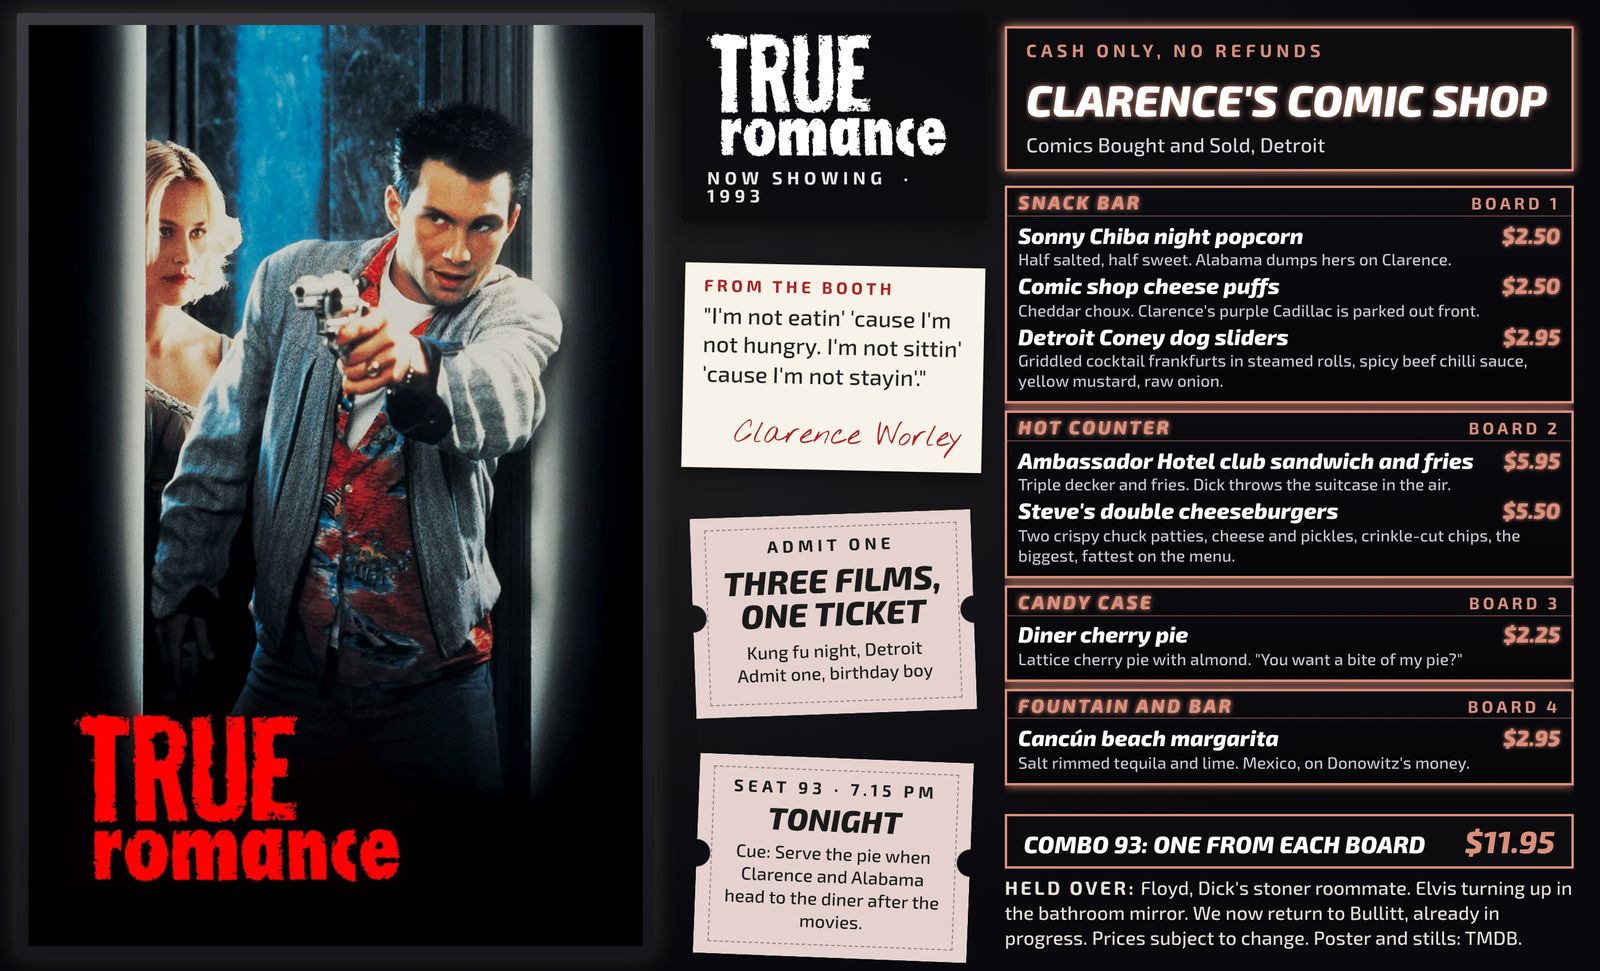 TRUE
romance
TRUE
romance
NOW SHOWING ·
1993
FROM THE BOOTH
"I'm not eatin' 'cause I'm
not hungry. I'm not sittin'
'cause I'm not stayin'."
Clarence Worley
ADMIT ONE
THREE FILMS,
ONE TICKET
Kung fu night, Detroit
Admit one, birthday boy
SEAT 93 · 7.15 PM
TONIGHT
Cue: Serve the pie when
Clarence and Alabama
head to the diner after the
movies.
CASH ONLY, NO REFUNDS
CLARENCE'S COMIC SHOP
Comics Bought and Sold, Detroit
SNACK BAR BOARD 1
Sonny Chiba night popcorn $2.50
Half salted, half sweet. Alabama dumps hers on Clarence.
Comic shop cheese puffs $2.50
Cheddar choux. Clarence's purple Cadillac is parked out front.
Detroit Coney dog sliders $2.95
Griddled cocktail frankfurts in steamed rolls, spicy beef chilli sauce,
yellow mustard, raw onion.
HOT COUNTER BOARD 2
Ambassador Hotel club sandwich and fries $5.95
Triple decker and fries. Dick throws the suitcase in the air.
Steve's double cheeseburgers $5.50
Two crispy chuck patties, cheese and pickles, crinkle-cut chips, the
biggest, fattest on the menu.
CANDY CASE BOARD 3
Diner cherry pie $2.25
Lattice cherry pie with almond. "You want a bite of my pie?"
FOUNTAIN AND BAR BOARD 4
Cancún beach margarita $2.95
Salt rimmed tequila and lime. Mexico, on Donowitz's money.
COMBO 93: ONE FROM EACH BOARD $11.95
HELD OVER: Floyd, Dick's stoner roommate. Elvis turning up in
the bathroom mirror. We now return to Bullitt, already in
progress. Prices subject to change. Poster and stills: TMDB.